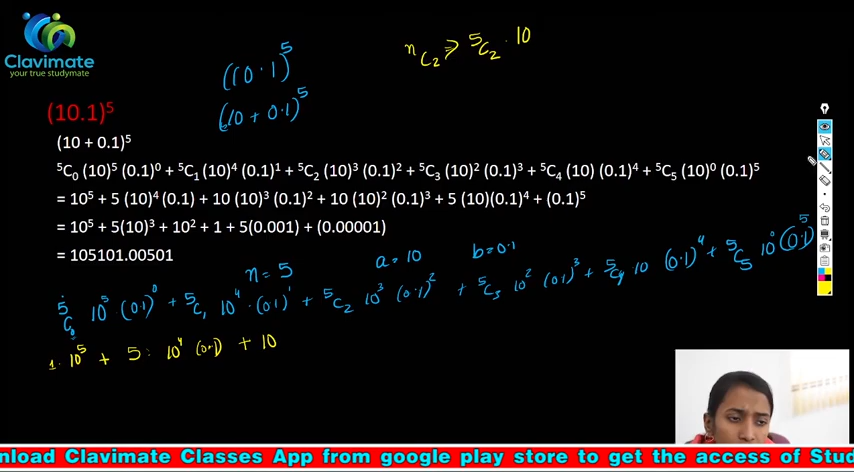 Clavimate
your true studymate
(10.1)⁵
ⁿC₂ ⇒ ⁵C₂ · 10
(10·1)⁵
(10 + 0·1)⁵
(10 + 0.1)⁵
⁵C₀ (10)⁵ (0.1)⁰ + ⁵C₁ (10)⁴ (0.1)¹ + ⁵C₂ (10)³ (0.1)² + ⁵C₃ (10)² (0.1)³ + ⁵C₄ (10) (0.1)⁴ + ⁵C₅ (10)⁰ (0.1)⁵
= 10⁵ + 5 (10)⁴ (0.1) + 10 (10)³ (0.1)² + 10 (10)² (0.1)³ + 5 (10)(0.1)⁴ + (0.1)⁵
= 10⁵ + 5(10)³ + 10² + 1 + 5(0.001) + (0.00001)
= 105101.00501
n = 5 a = 10 b = 0·1
⁵C₀ 10⁵ (0·1)⁰ + ⁵C₁ 10⁴ · (0·1)¹ + ⁵C₂ 10³ (0·1)² + ⁵C₃ 10² (0·1)³ + ⁵C₄ 10 (0·1)⁴ + ⁵C₅ 10⁰ (0·1)⁵
1 · 10⁵ + 5 · 10⁴ (0·1) + 10
nload Clavimate Classes App from google play store to get the access of Stud